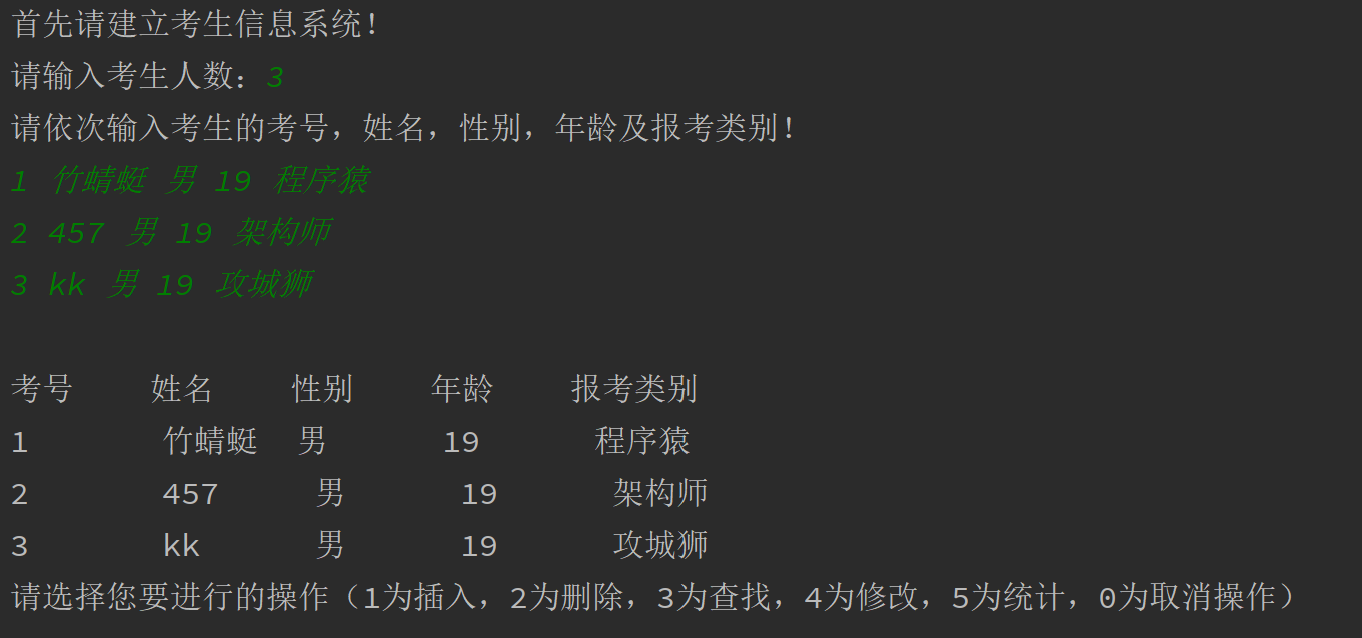 首先请建立考生信息系统！
请输入考生人数：3
请依次输入考生的考号，姓名，性别，年龄及报考类别！
1 竹蜻蜓 男 19 程序猿
2 457 男 19 架构师
3 kk 男 19 攻城狮
考号 姓名 性别 年龄 报考类别
1 竹蜻蜓 男 19 程序猿
2 457 男 19 架构师
3 kk 男 19 攻城狮
请选择您要进行的操作（1为插入，2为删除，3为查找，4为修改，5为统计，0为取消操作）